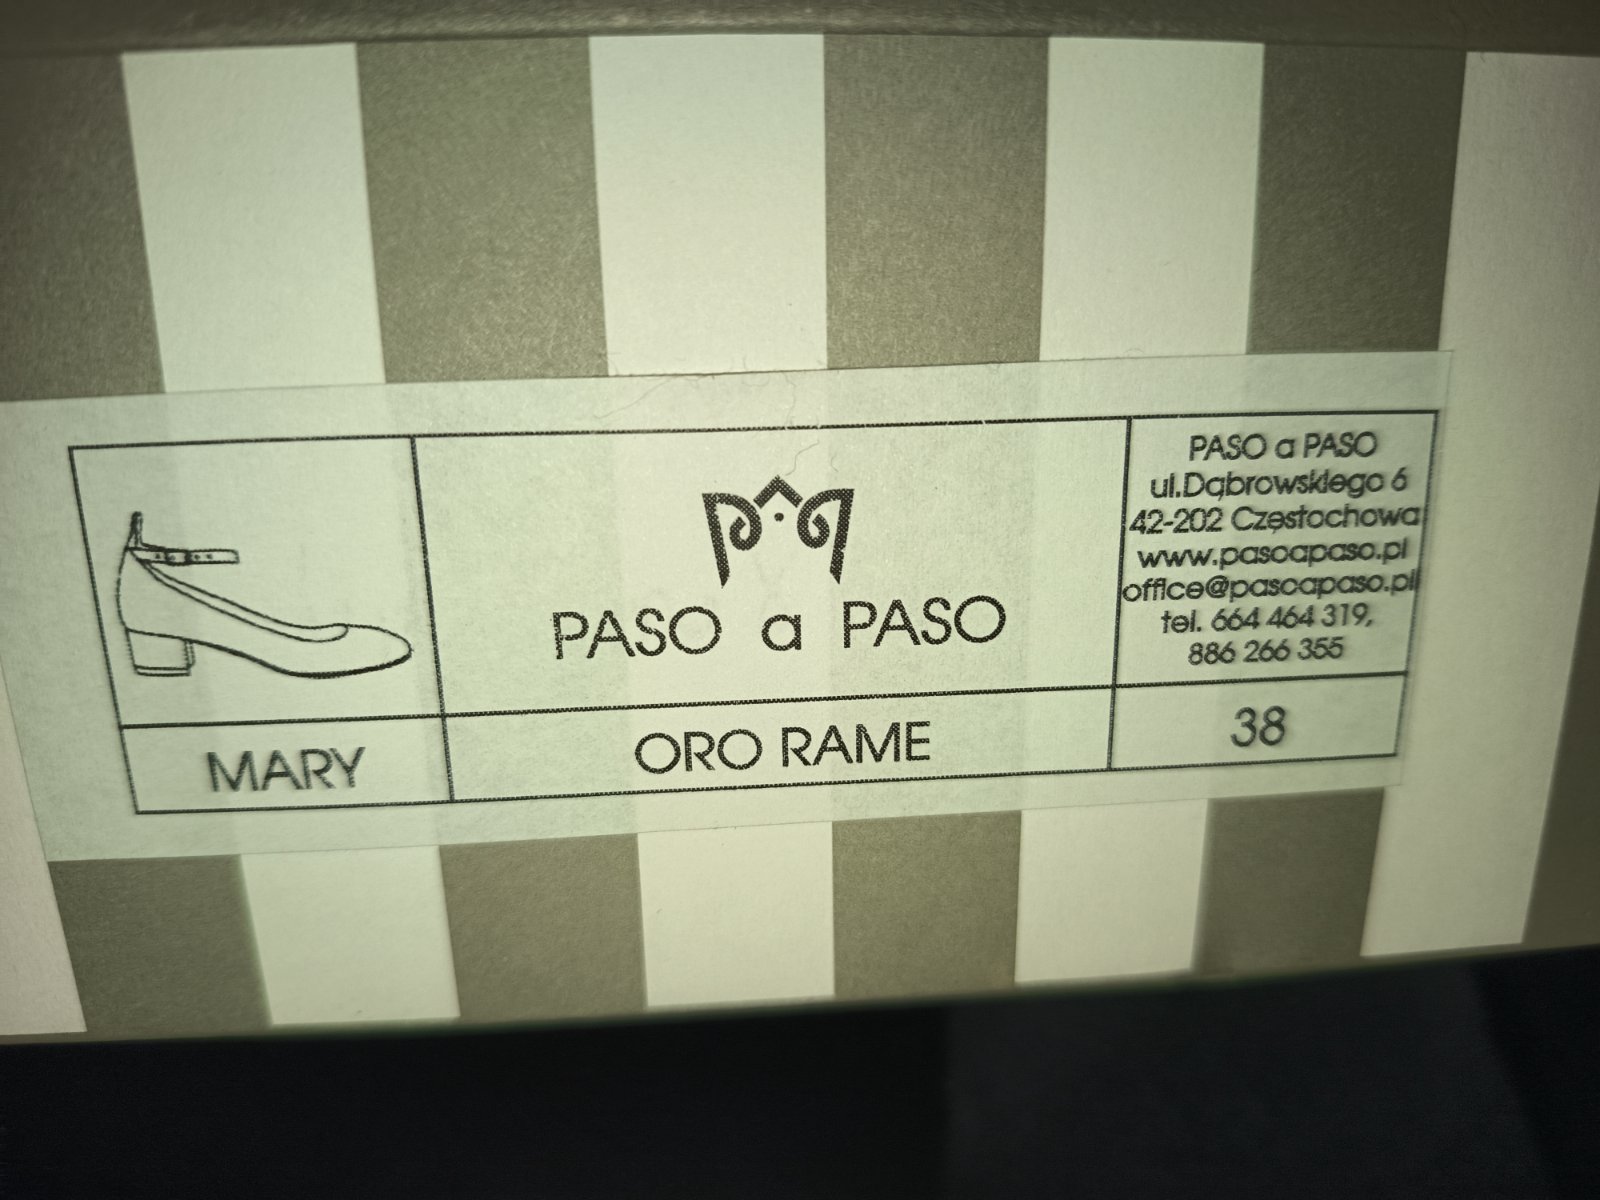 PASO a PASO
PASO a PASO
ul.Dąbrowskiego 6
42-202 Częstochowa
www.pasoapaso.pl
office@pasoapaso.pl
tel. 664 464 319,
886 266 355
MARY
ORO RAME
38